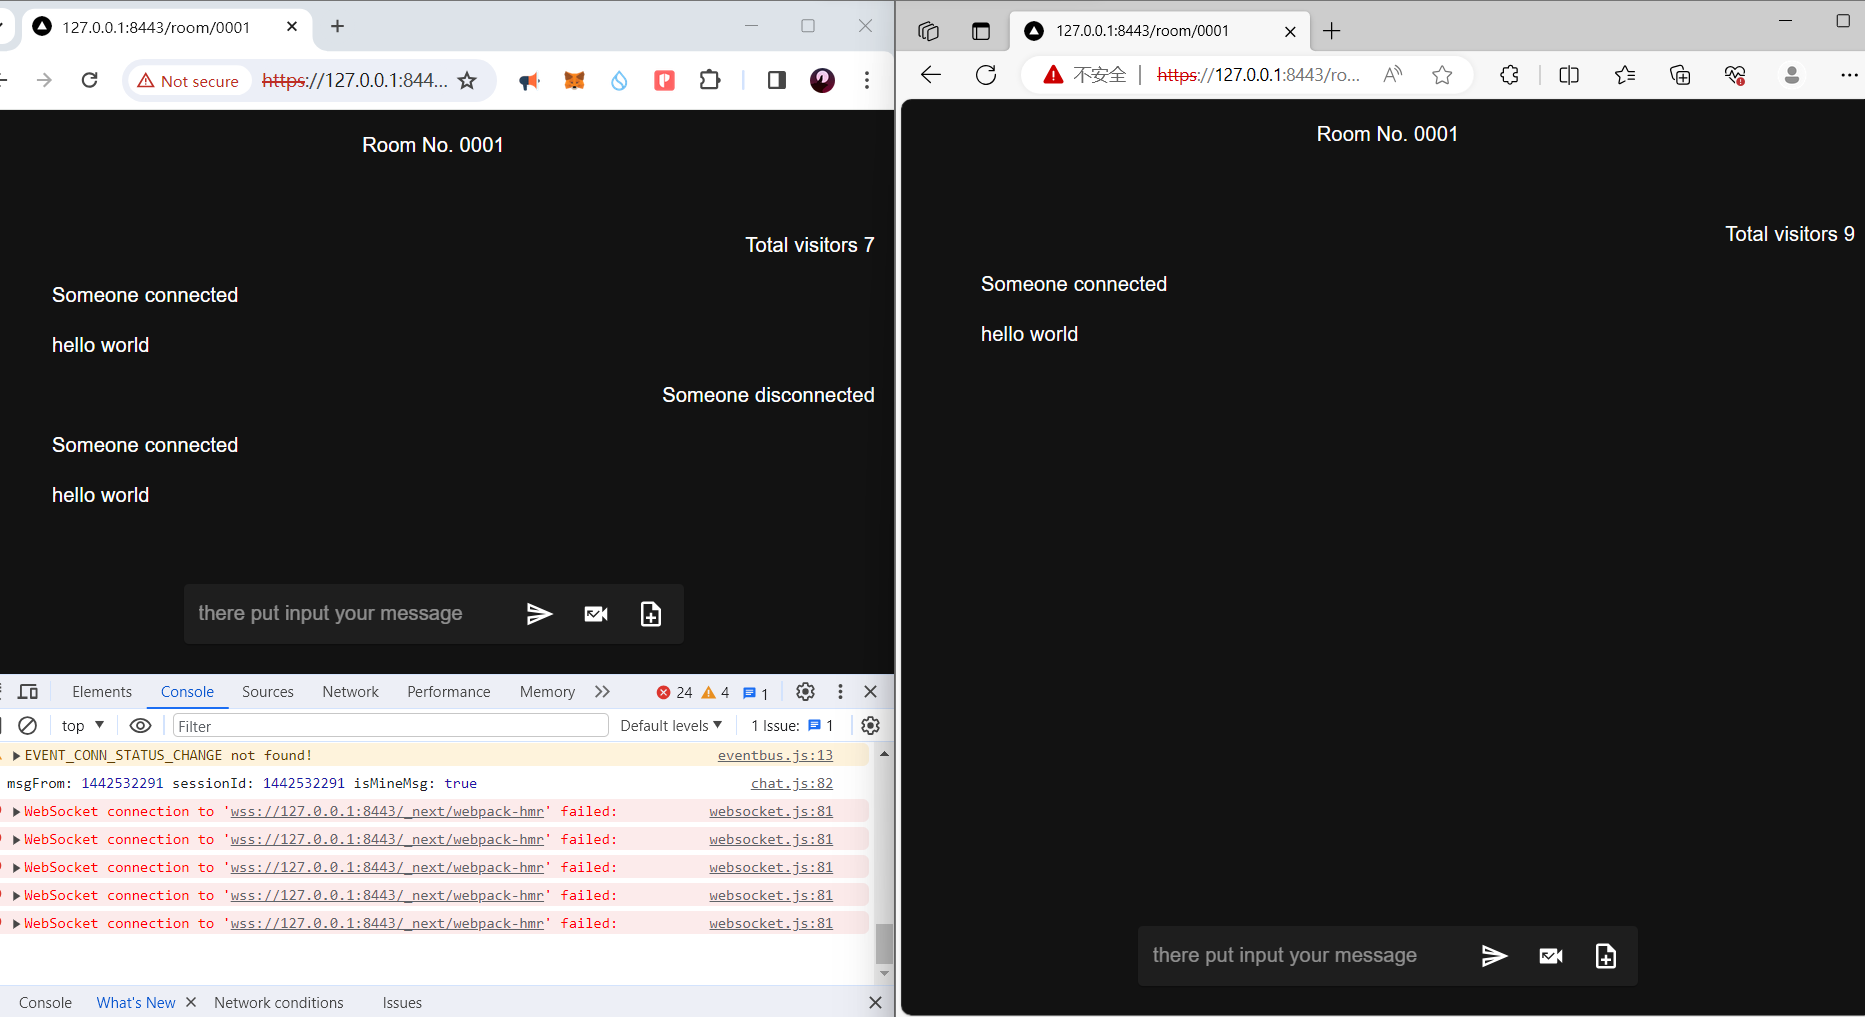 127.0.0.1:8443/room/0001
Not secure
https://127.0.0.1:844...
Room No. 0001
Total visitors 7
Someone connected
hello world
Someone disconnected
Someone connected
hello world
there put input your message
Elements Console Sources Network Performance Memory 24 4 1
top Filter Default levels 1 Issue: 1
EVENT_CONN_STATUS_CHANGE not found! eventbus.js:13
msgFrom: 1442532291 sessionId: 1442532291 isMineMsg: true chat.js:82
WebSocket connection to 'wss://127.0.0.1:8443/_next/webpack-hmr' failed: websocket.js:81
WebSocket connection to 'wss://127.0.0.1:8443/_next/webpack-hmr' failed: websocket.js:81
WebSocket connection to 'wss://127.0.0.1:8443/_next/webpack-hmr' failed: websocket.js:81
WebSocket connection to 'wss://127.0.0.1:8443/_next/webpack-hmr' failed: websocket.js:81
WebSocket connection to 'wss://127.0.0.1:8443/_next/webpack-hmr' failed: websocket.js:81
Console What's New Network conditions Issues
127.0.0.1:8443/room/0001
不安全 https://127.0.0.1:8443/ro...
Room No. 0001
Total visitors 9
Someone connected
hello world
there put input your message